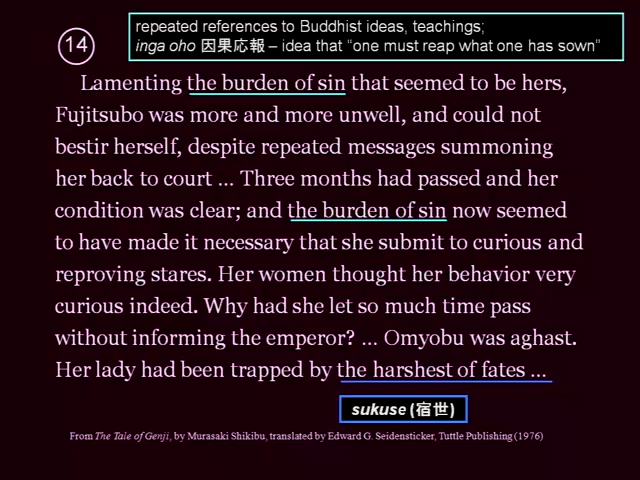 repeated references to Buddhist ideas, teachings;
14
inga oho 因果応報 – idea that “one must reap what one has sown”
Lamenting the burden of sin that seemed to be hers,
Fujitsubo was more and more unwell, and could not
bestir herself, despite repeated messages summoning
her back to court ... Three months had passed and her
condition was clear; and the burden of sin now seemed
to have made it necessary that she submit to curious and
reproving stares. Her women thought her behavior very
curious indeed. Why had she let so much time pass
without informing the emperor? ... Omyobu was aghast.
Her lady had been trapped by the harshest of fates ...
sukuse (宿世)
From The Tale of Genji, by Murasaki Shikibu, translated by Edward G. Seidensticker, Tuttle Publishing (1976)